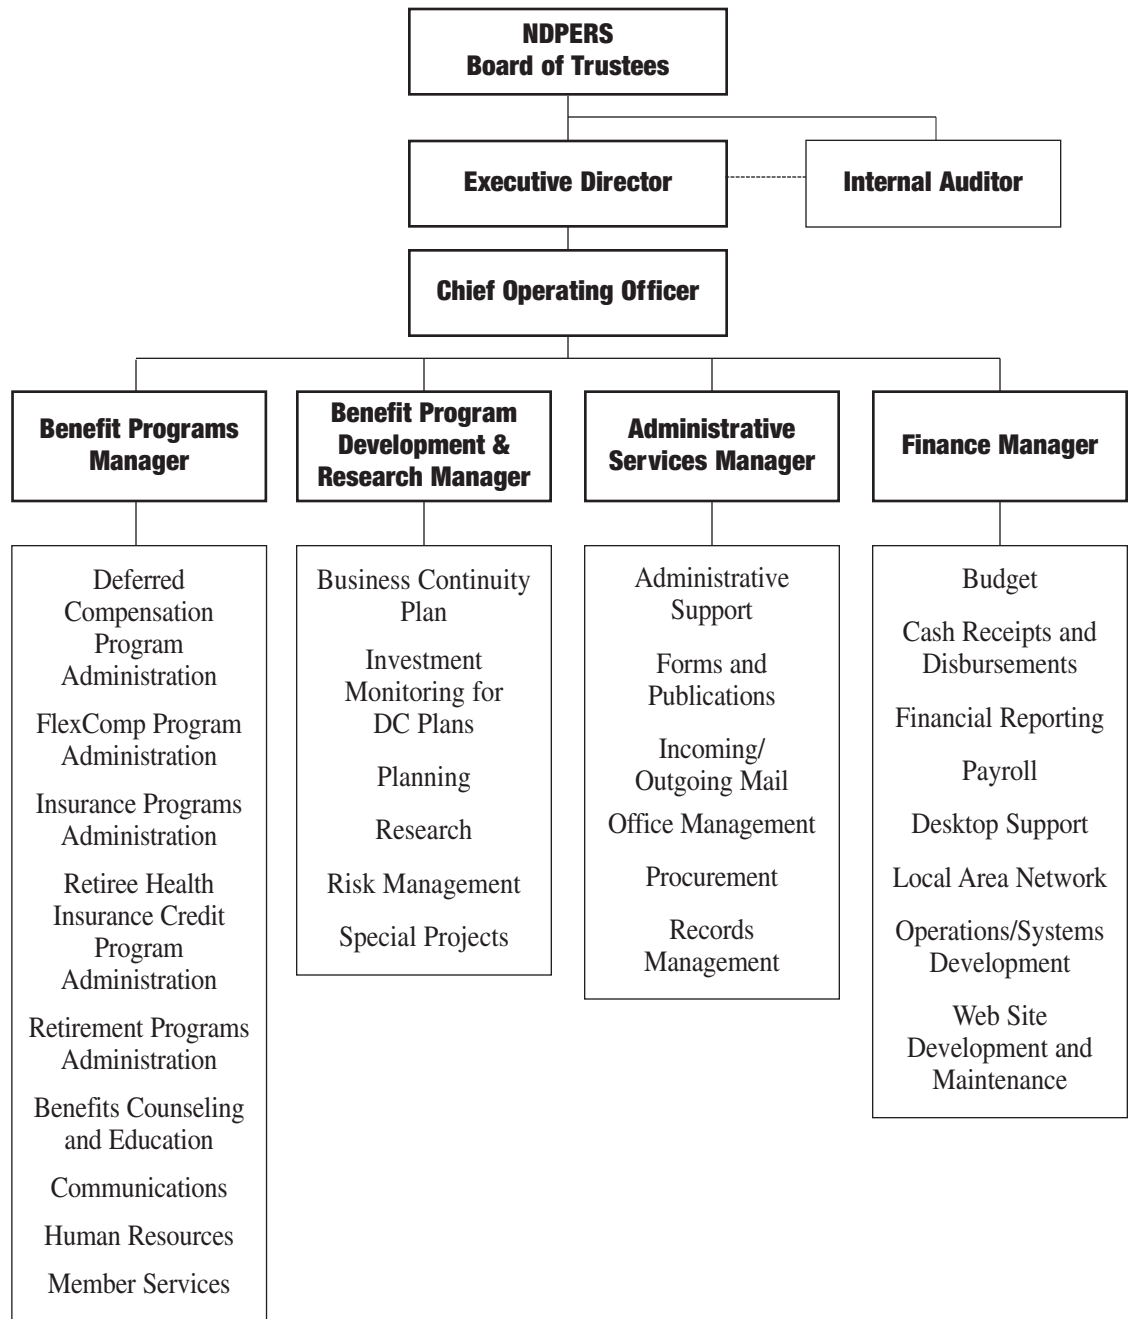 NDPERS
Board of Trustees
Executive Director
Internal Auditor
Chief Operating Officer
Benefit Programs
Manager
Benefit Program
Development &
Research Manager
Administrative
Services Manager
Finance Manager
Deferred
Compensation
Program
Administration
FlexComp Program
Administration
Insurance Programs
Administration
Retiree Health
Insurance Credit
Program
Administration
Retirement Programs
Administration
Benefits Counseling
and Education
Communications
Human Resources
Member Services
Business Continuity
Plan
Investment
Monitoring for
DC Plans
Planning
Research
Risk Management
Special Projects
Administrative
Support
Forms and
Publications
Incoming/
Outgoing Mail
Office Management
Procurement
Records
Management
Budget
Cash Receipts and
Disbursements
Financial Reporting
Payroll
Desktop Support
Local Area Network
Operations/Systems
Development
Web Site
Development and
Maintenance